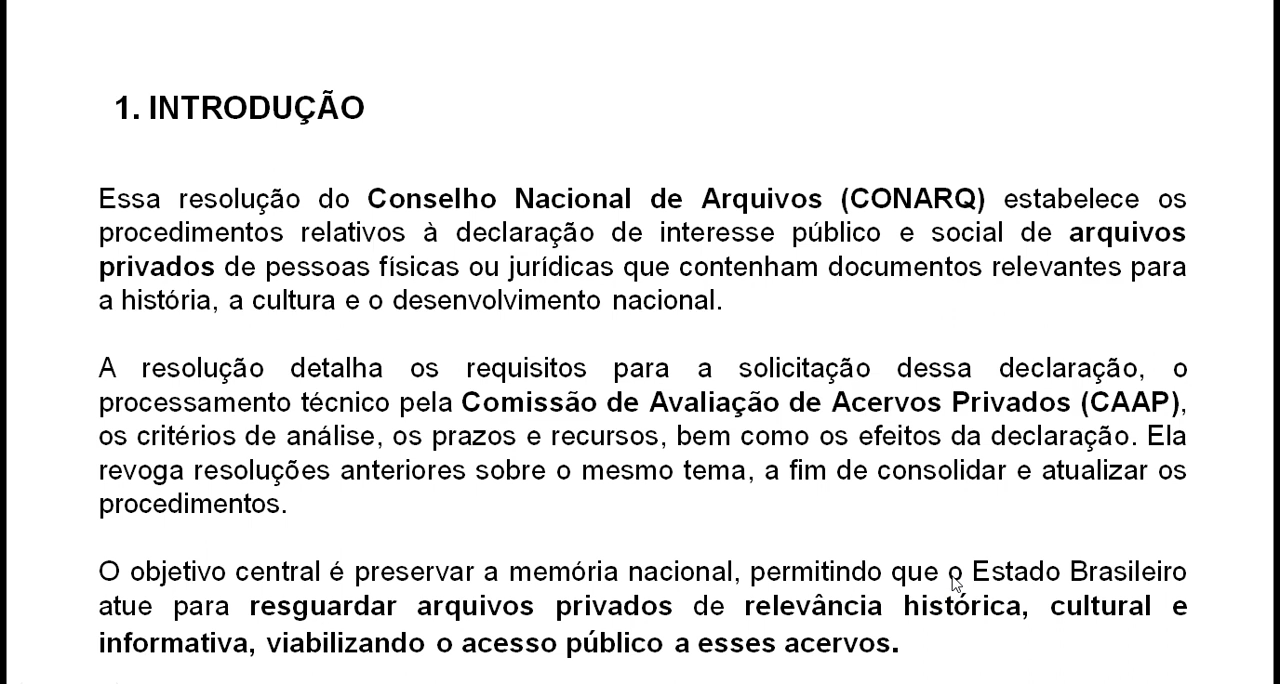 1. INTRODUÇÃO
Essa resolução do Conselho Nacional de Arquivos (CONARQ) estabelece os
procedimentos relativos à declaração de interesse público e social de arquivos
privados de pessoas físicas ou jurídicas que contenham documentos relevantes para
a história, a cultura e o desenvolvimento nacional.
A resolução detalha os requisitos para a solicitação dessa declaração, o
processamento técnico pela Comissão de Avaliação de Acervos Privados (CAAP),
os critérios de análise, os prazos e recursos, bem como os efeitos da declaração. Ela
revoga resoluções anteriores sobre o mesmo tema, a fim de consolidar e atualizar os
procedimentos.
O objetivo central é preservar a memória nacional, permitindo que o Estado Brasileiro
atue para resguardar arquivos privados de relevância histórica, cultural e
informativa, viabilizando o acesso público a esses acervos.